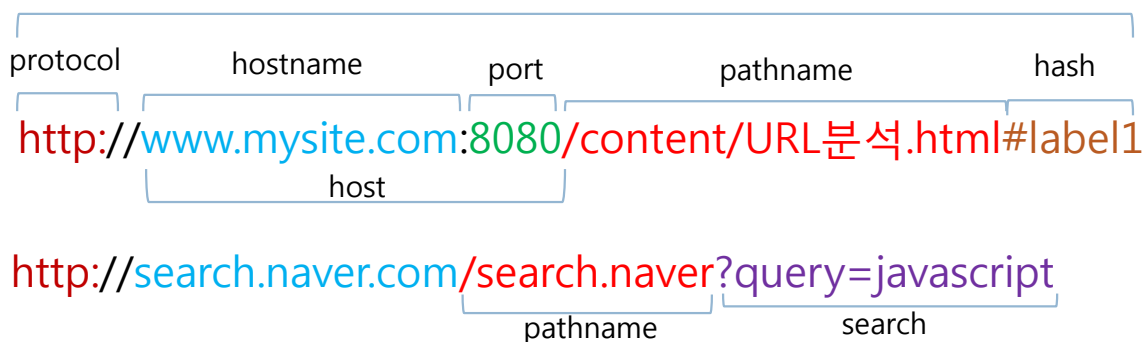 protocol hostname port pathname hash
http://www.mysite.com:8080/content/URL분석.html#label1
host
http://search.naver.com/search.naver?query=javascript
pathname search